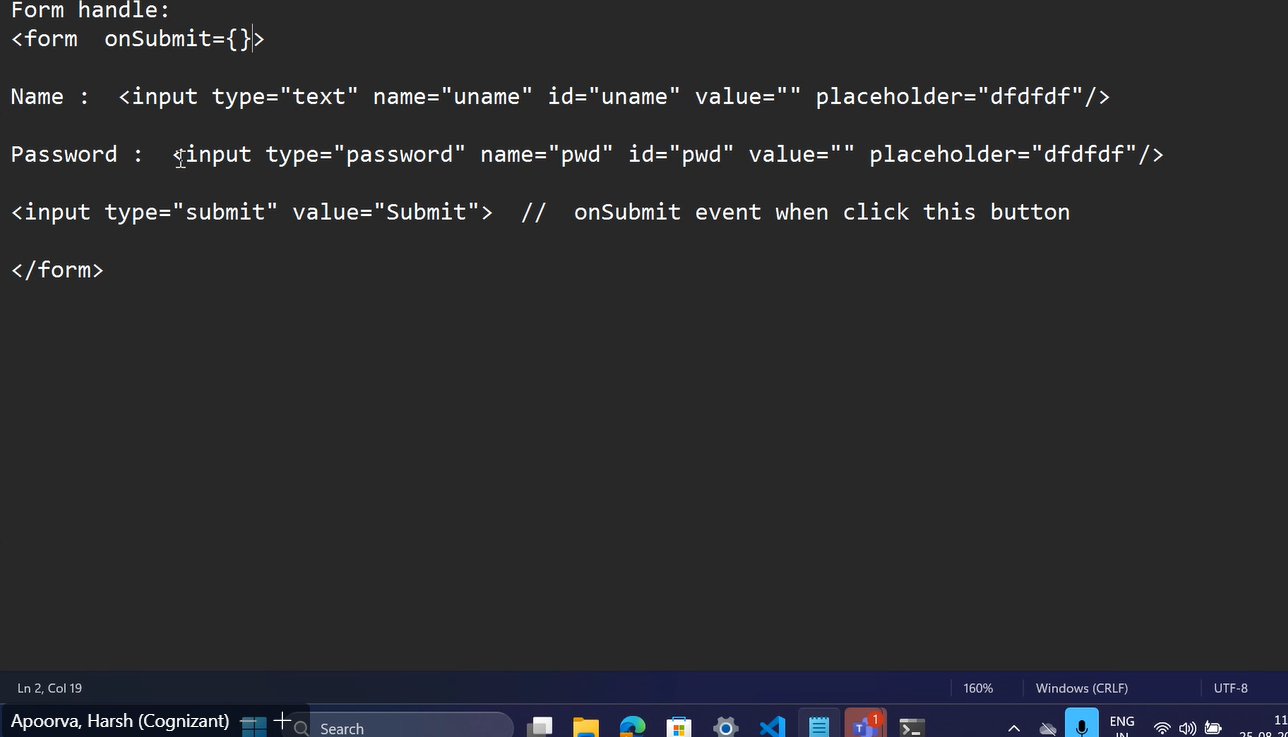 Form handle:
<form  onSubmit={}>
Name :  <input type="text" name="uname" id="uname" value="" placeholder="dfdfdf"/>
Password :  <input type="password" name="pwd" id="pwd" value="" placeholder="dfdfdf"/>
<input type="submit" value="Submit">  //  onSubmit event when click this button
</form>
Ln 2, Col 19
160%
Windows (CRLF)
UTF-8
Apoorva, Harsh (Cognizant)
Search
1
ENG
IN
11
25-08-2